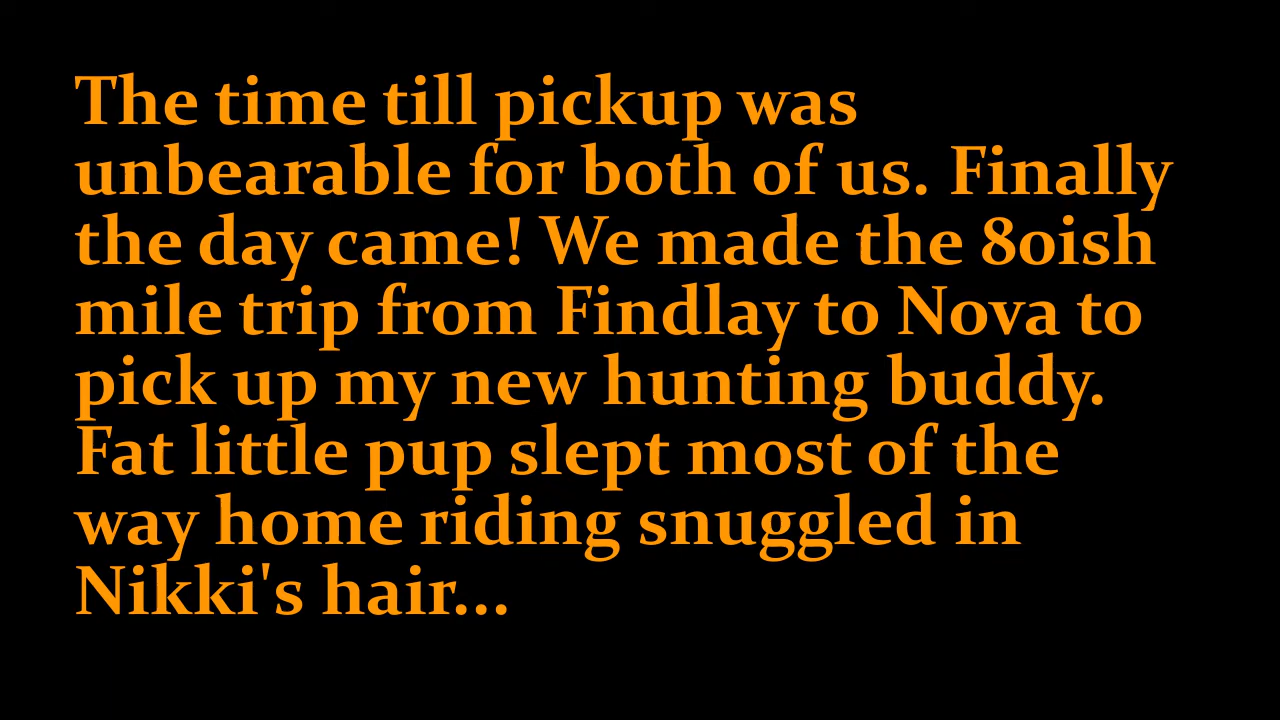 The time till pickup was
unbearable for both of us. Finally
the day came! We made the 80ish
mile trip from Findlay to Nova to
pick up my new hunting buddy.
Fat little pup slept most of the
way home riding snuggled in
Nikki's hair...